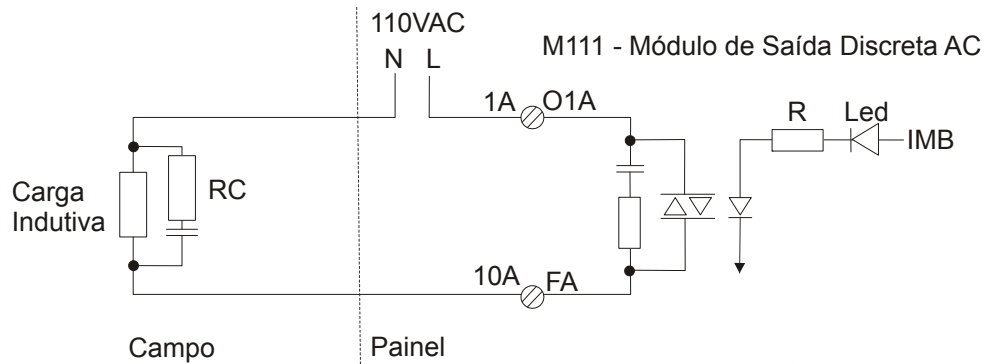 110VAC
N L
M111 - Módulo de Saída Discreta AC
1A O1A
R Led
IMB
Carga
Indutiva
RC
10A FA
Campo
Painel